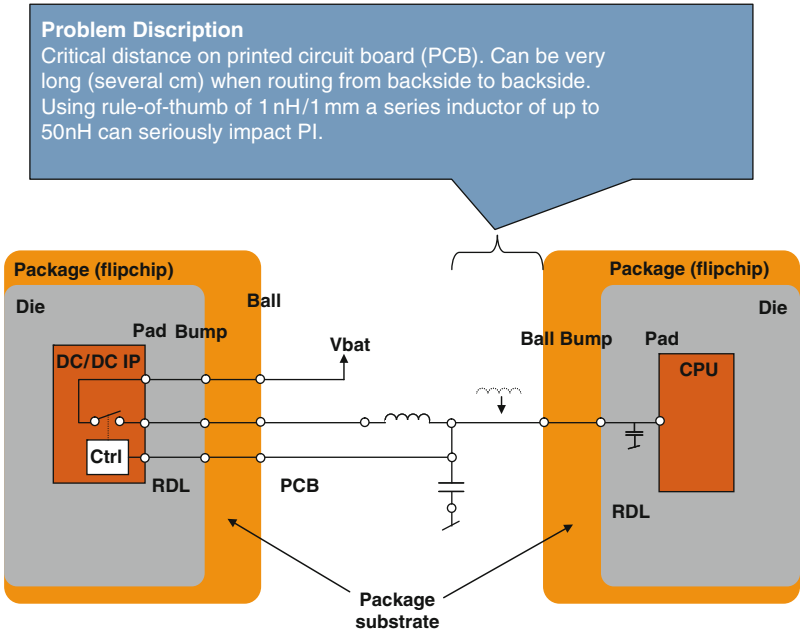 Problem Discription
Critical distance on printed circuit board (PCB). Can be very
long (several cm) when routing from backside to backside.
Using rule-of-thumb of 1 nH/1 mm a series inductor of up to
50nH can seriously impact PI.
Package (flipchip)
Package (flipchip)
Die
Ball
Die
Pad Bump
Vbat
Ball Bump
Pad
DC/DC IP
CPU
Ctrl
RDL
PCB
RDL
Package
substrate